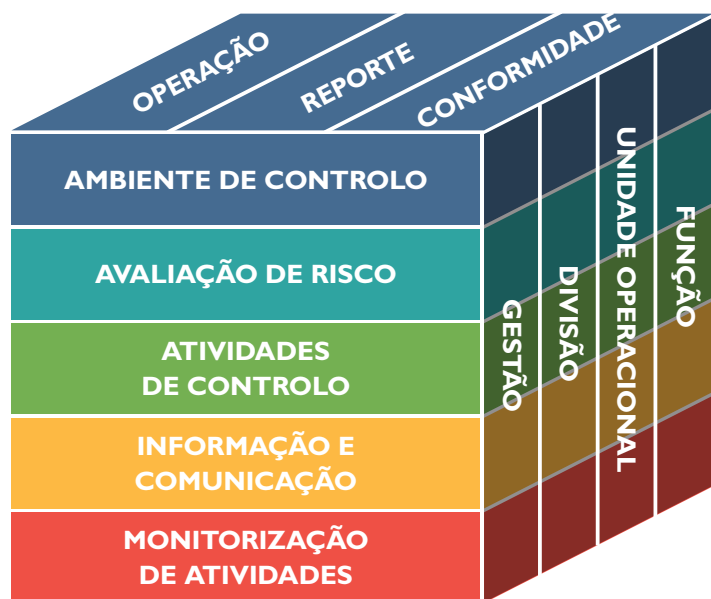 OPERAÇÃO
REPORTE
CONFORMIDADE
AMBIENTE DE CONTROLO
AVALIAÇÃO DE RISCO
ATIVIDADES
DE CONTROLO
INFORMAÇÃO E
COMUNICAÇÃO
MONITORIZAÇÃO
DE ATIVIDADES
GESTÃO
DIVISÃO
UNIDADE OPERACIONAL
FUNÇÃO